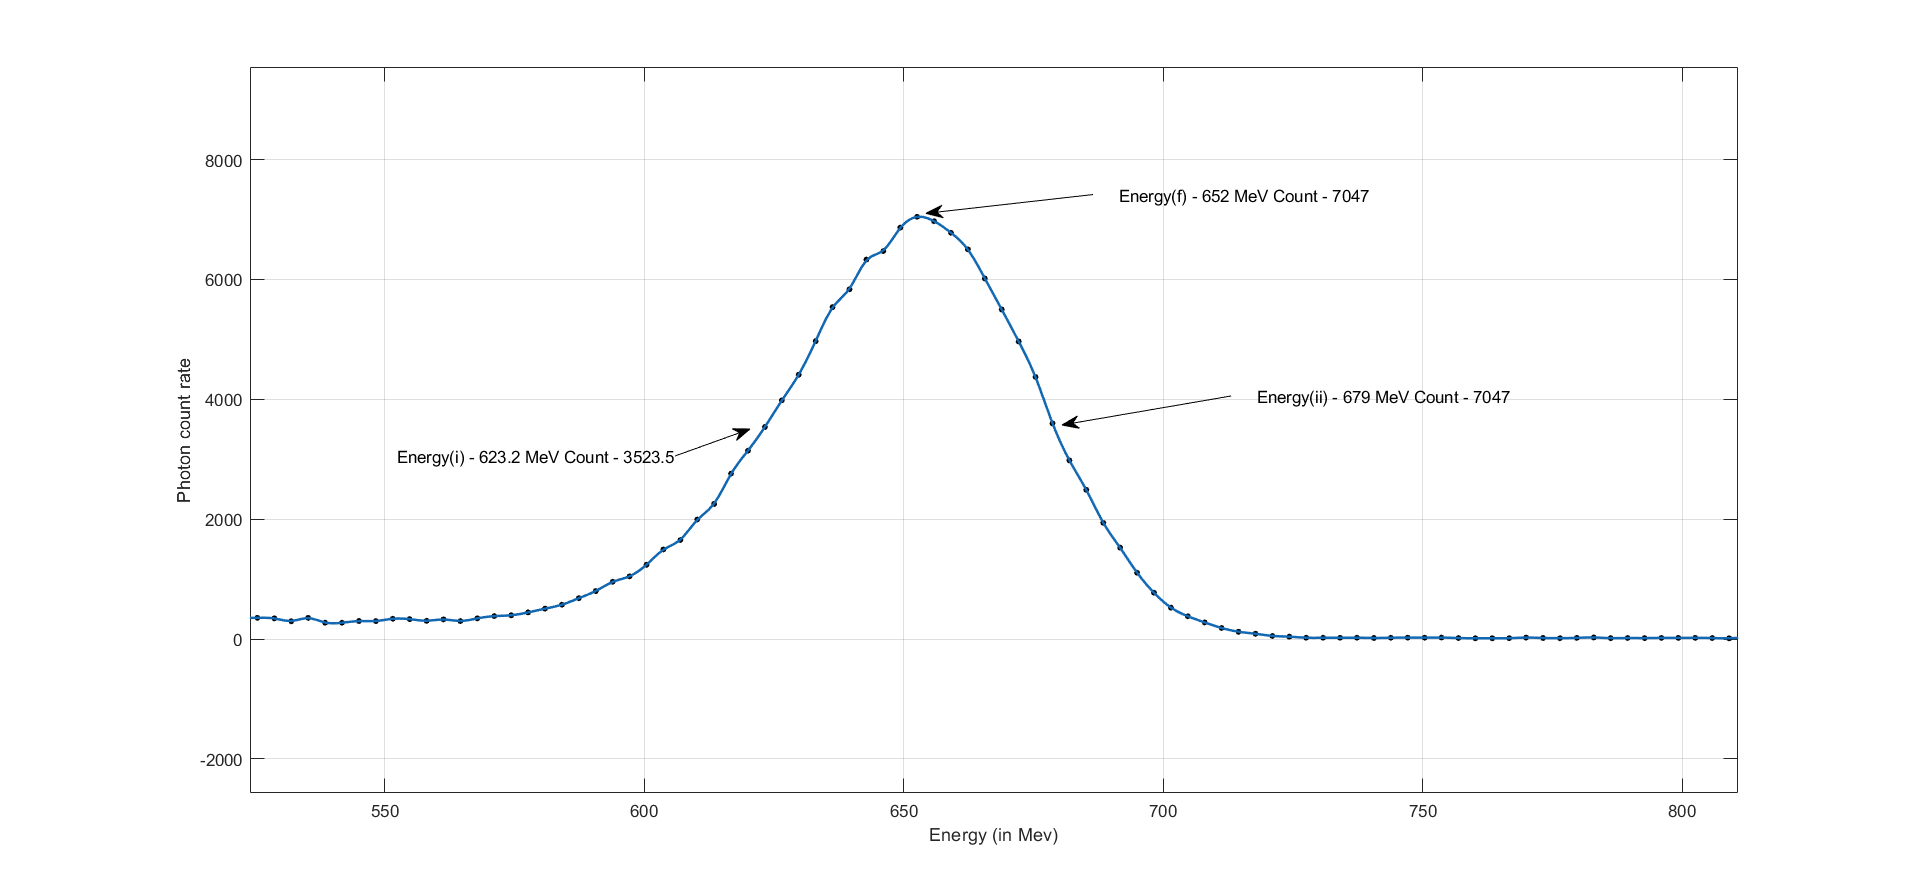 8000
6000
4000
2000
0
-2000
Photon count rate
Energy(f) - 652 MeV Count - 7047
Energy(ii) - 679 MeV Count - 7047
Energy(i) - 623.2 MeV Count - 3523.5
550 600 650 700 750 800
Energy (in Mev)